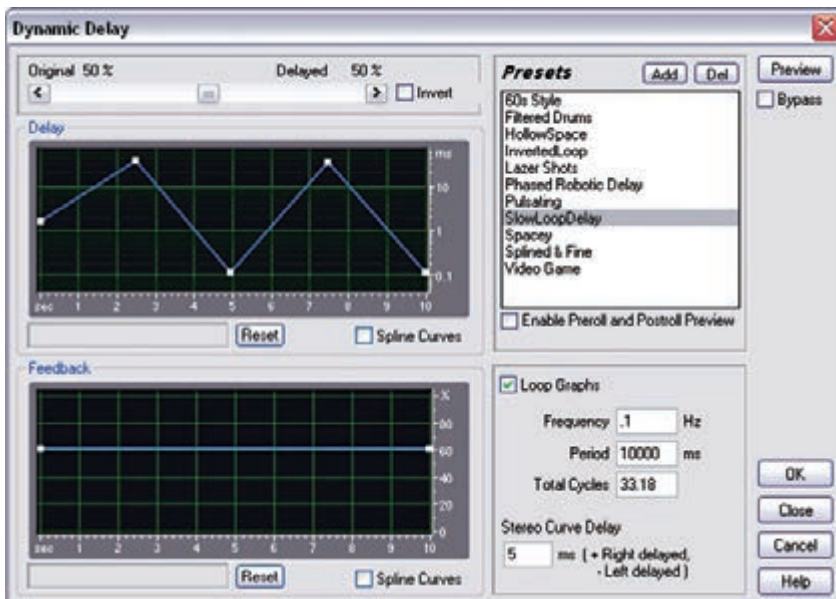 Dynamic Delay
Original 50 %
Delayed 50 %
Invert
Delay
ms
10
1
0.1
sec 1 2 3 4 5 6 7 8 9 10
Reset
Spline Curves
Feedback
%
80
60
40
20
0
sec 1 2 3 4 5 6 7 8 9 10
Reset
Spline Curves
Presets
Add
Del
60s Style
Filtered Drums
HollowSpace
InvertedLoop
Lazer Shots
Phased Robotic Delay
Pulsating
SlowLoopDelay
Spacey
Splined & Fine
Video Game
Enable Preroll and Postroll Preview
Loop Graphs
Frequency .1 Hz
Period 10000 ms
Total Cycles 33.18
Stereo Curve Delay
5 ms ( + Right delayed,
- Left delayed )
Preview
Bypass
OK
Close
Cancel
Help